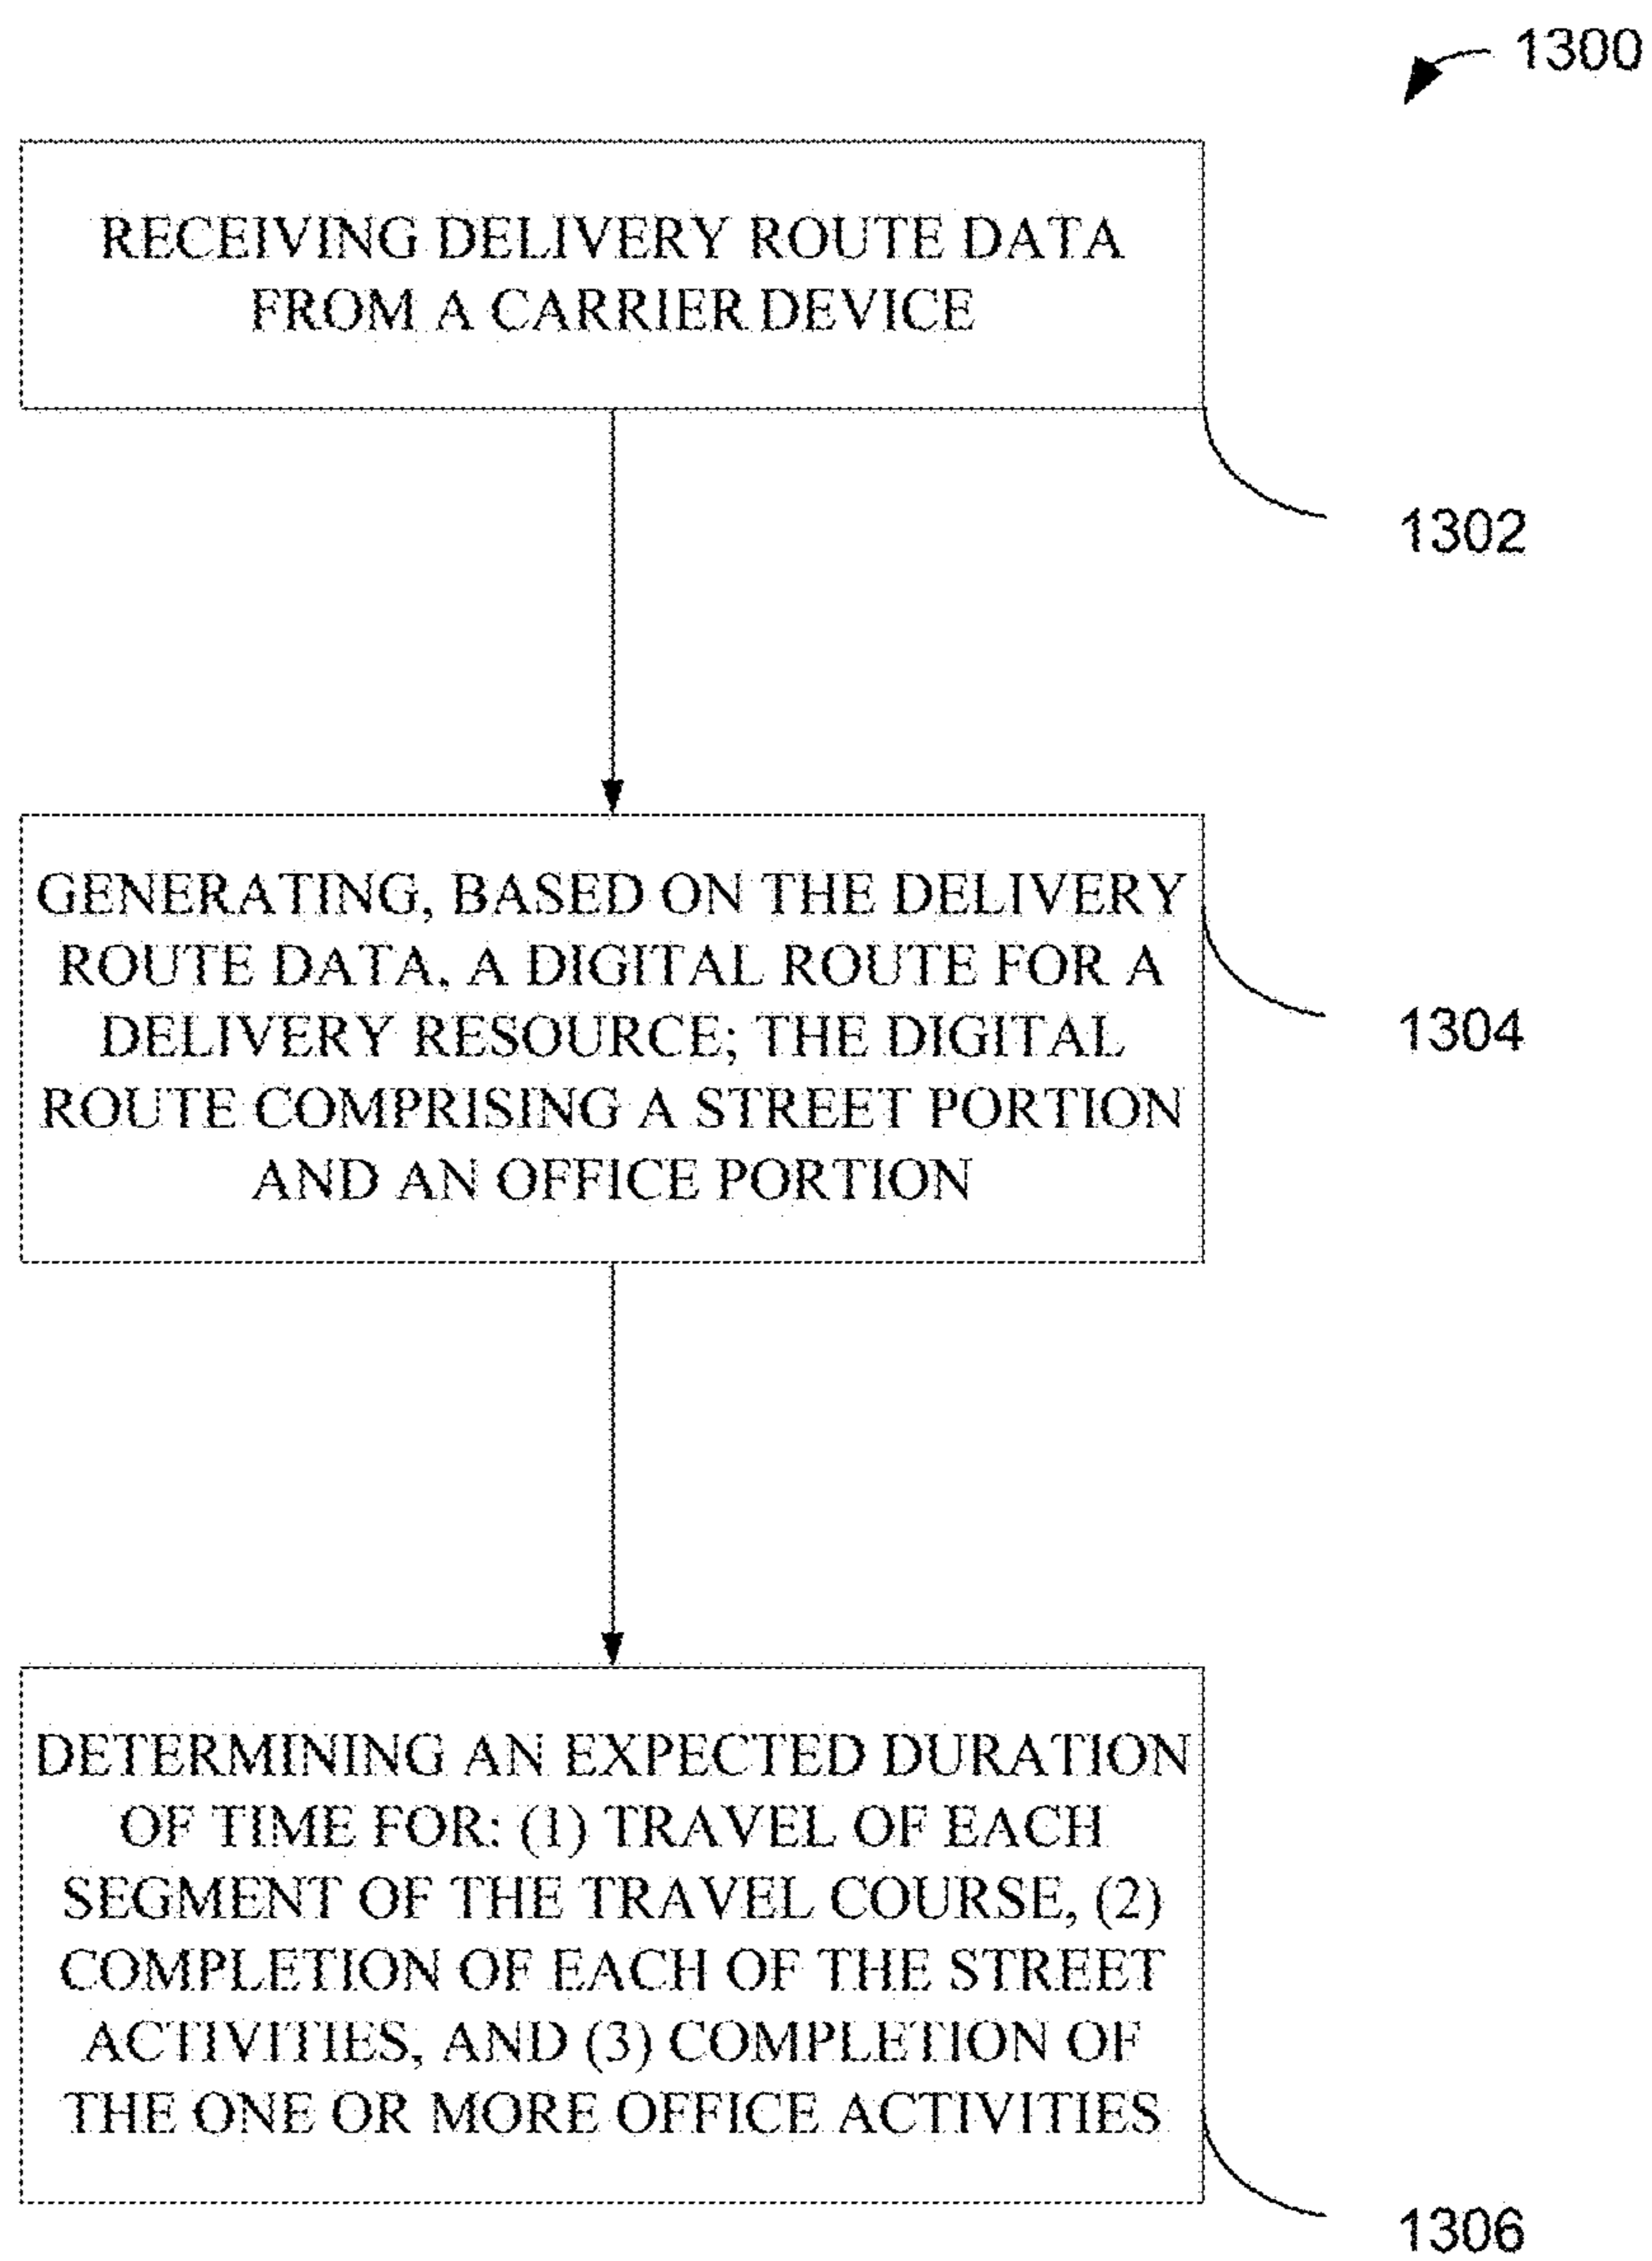 1300
RECEIVING DELIVERY ROUTE DATA
FROM A CARRIER DEVICE
1302
GENERATING, BASED ON THE DELIVERY
ROUTE DATA, A DIGITAL ROUTE FOR A
DELIVERY RESOURCE; THE DIGITAL
ROUTE COMPRISING A STREET PORTION
AND AN OFFICE PORTION
1304
DETERMINING AN EXPECTED DURATION
OF TIME FOR: (1) TRAVEL OF EACH
SEGMENT OF THE TRAVEL COURSE, (2)
COMPLETION OF EACH OF THE STREET
ACTIVITIES, AND (3) COMPLETION OF
THE ONE OR MORE OFFICE ACTIVITIES
1306